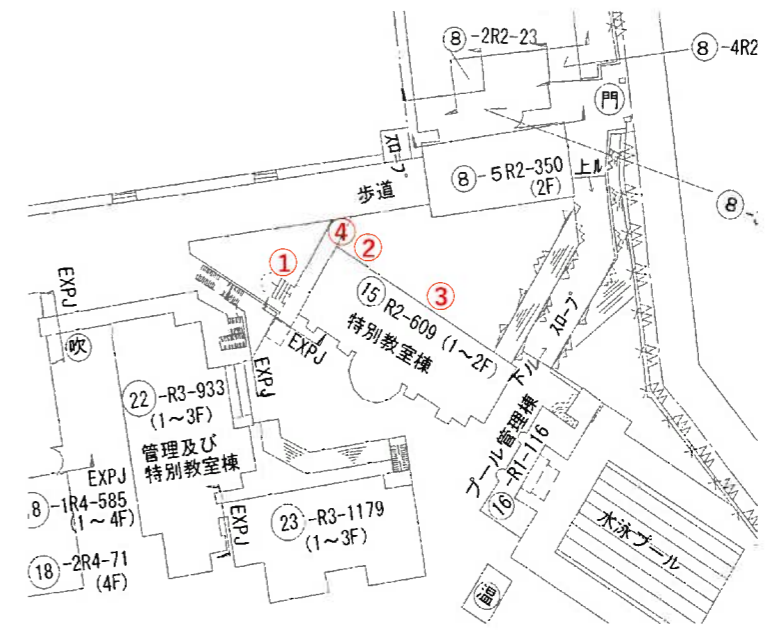 ⑧-2R2-23
⑧-4R2
門
スロープ
⑧-5R2-350
(2F)
上ル
歩道
⑧-
④
②
①
③
EXPJ
⑮R2-609(1〜2F)
特別教室棟
スロープ
EXPJ
吹
EXPJ
下ル
㉒-R3-933
(1〜3F)
管理及び
特別教室棟
プール管理棟
⑯-R1-116
EXPJ
8-1R4-585
(1〜4F)
EXPJ
㉓-R3-1179
(1〜3F)
水泳プール
⑱-2R4-71
(4F)